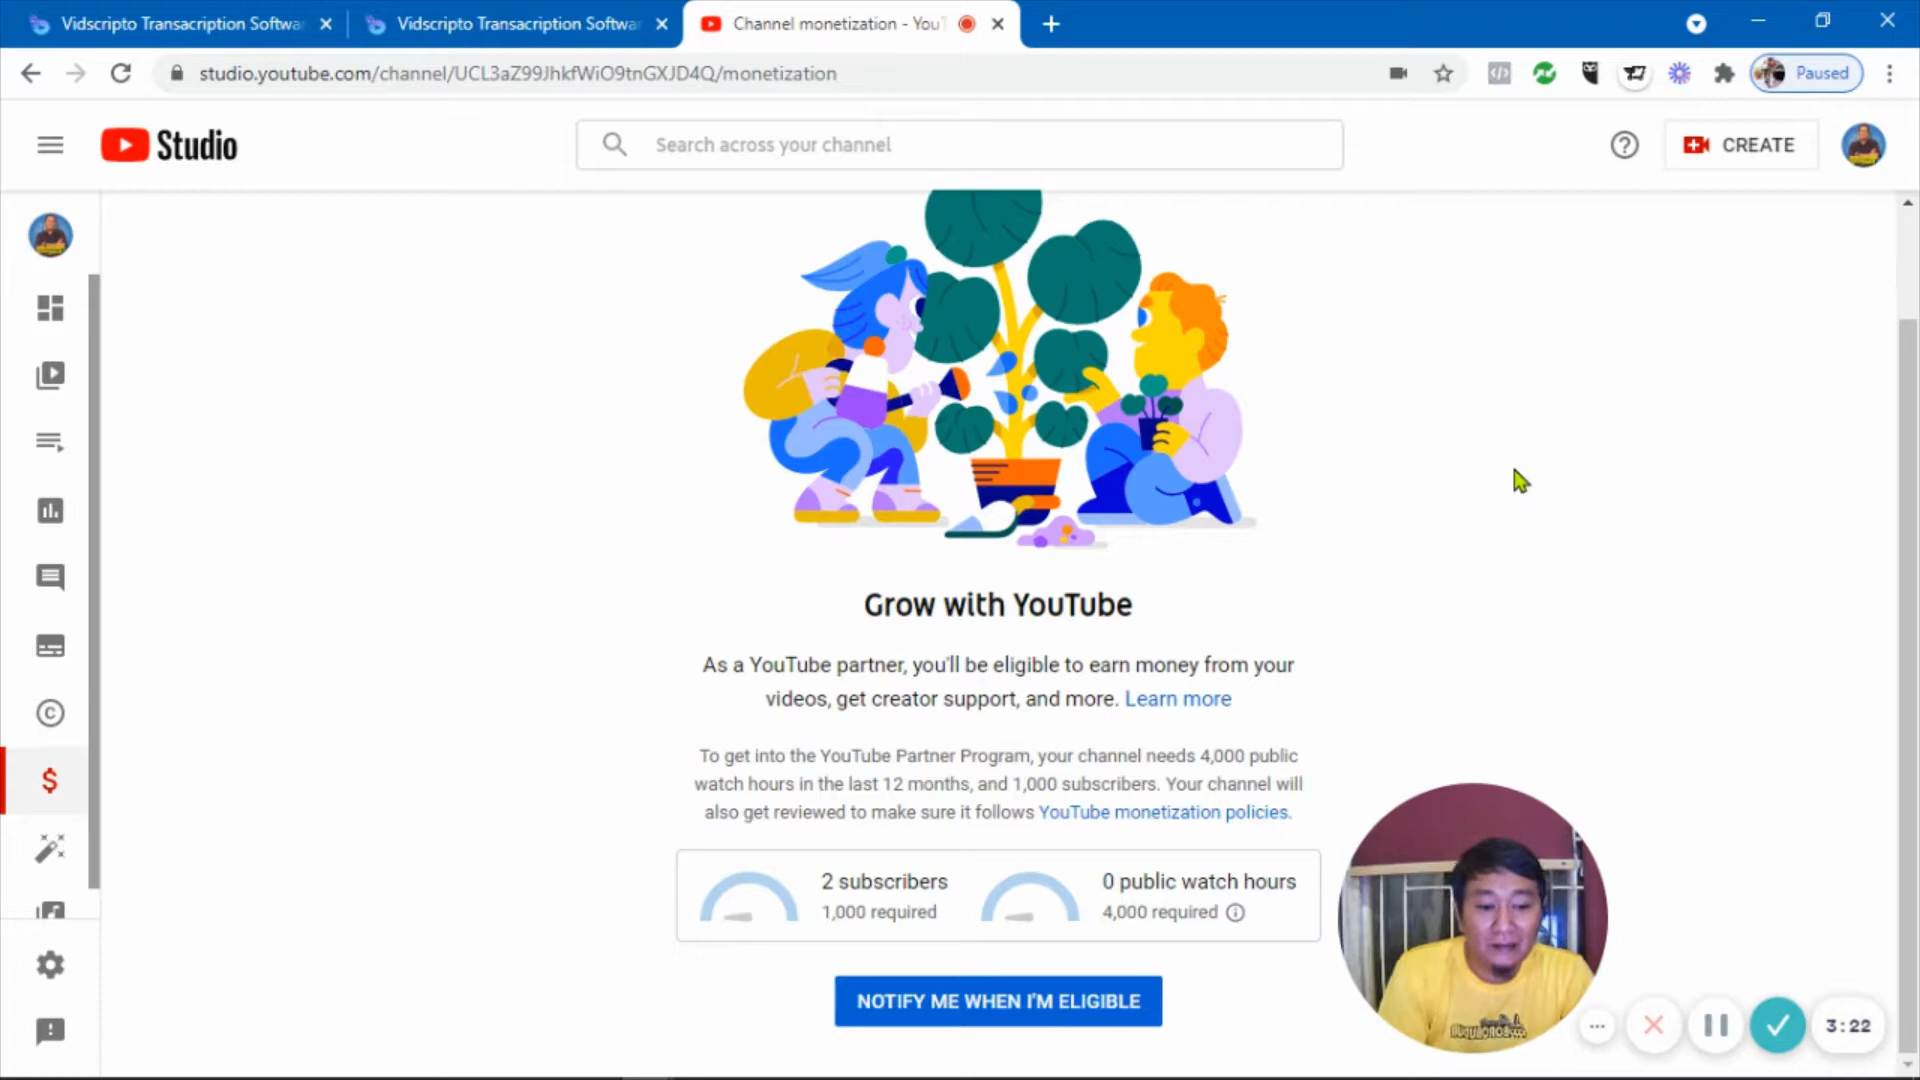 Vidscripto Transacription Softwa
Vidscripto Transacription Softwa
Channel monetization - YouT
studio.youtube.com/channel/UCL3aZ99JhkfWiO9tnGXJD4Q/monetization
Paused
Studio
Search across your channel
CREATE
Grow with YouTube
As a YouTube partner, you'll be eligible to earn money from your
videos, get creator support, and more. Learn more
To get into the YouTube Partner Program, your channel needs 4,000 public
watch hours in the last 12 months, and 1,000 subscribers. Your channel will
also get reviewed to make sure it follows YouTube monetization policies.
2 subscribers
1,000 required
0 public watch hours
4,000 required
NOTIFY ME WHEN I'M ELIGIBLE
3:22